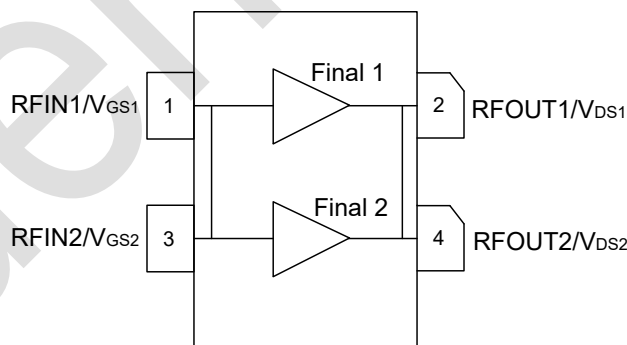 Final 1
RFIN1/VGS1
1
2
RFOUT1/VDS1
Final 2
RFIN2/VGS2
3
4
RFOUT2/VDS2